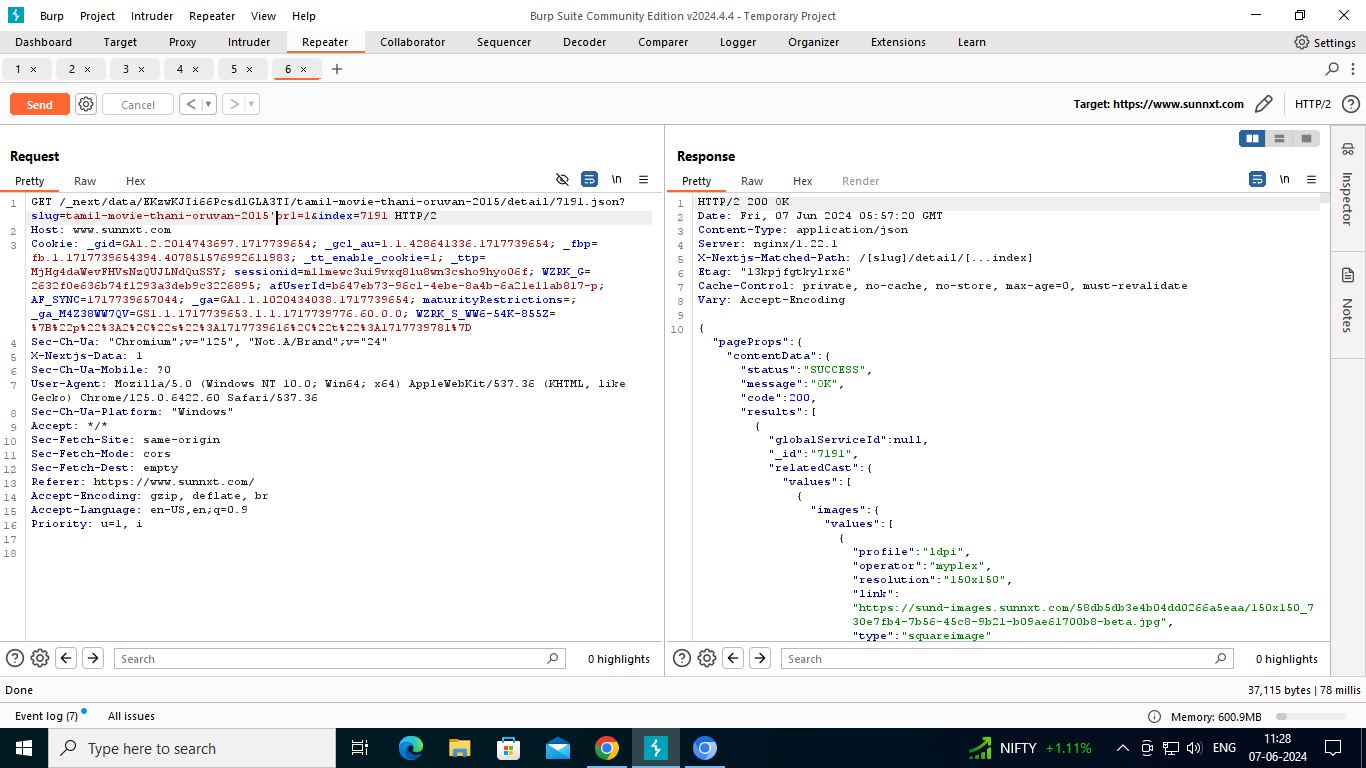 Burp Project Intruder Repeater View Help Burp Suite Community Edition v2024.4.4 - Temporary Project
Dashboard Target Proxy Intruder Repeater Collaborator Sequencer Decoder Comparer Logger Organizer Extensions Learn Settings
1 × 2 × 3 × 4 × 5 × 6 × +
Send Cancel < > Target: https://www.sunnxt.com HTTP/2
Request
Pretty Raw Hex \n
1 GET /_next/data/EKzwKJIi66PcsdlGLA3TI/tamil-movie-thani-oruvan-2015/detail/7191.json?
slug=tamil-movie-thani-oruvan-2015'br1=1&index=7191 HTTP/2
2 Host: www.sunnxt.com
3 Cookie: _gid=GA1.2.2014743697.1717739654; _gcl_au=1.1.428641336.1717739654; _fbp=
fb.1.1717739654394.4078515762992611983; _tt_enable_cookie=1; _ttp=
MjHg4daWevFHVsNzQUJLNdQuSSY; sessionid=m11mewc3ui9vxq81u8wn3csho9hyo06f; WZRK_G=
2632f0e636b74f1293a3deb9c3226895; afUserId=b647eb73-96c1-4ebe-8a4b-6a21e11ab817-p;
AF_SYNC=1717739657044; _ga=GA1.1.1020434038.1717739654; maturityRestrictions=;
_ga_M4Z38WW7QV=GS1.1.1717739653.1.1.1717739776.60.0.0; WZRK_S_WW6-54K-855Z=
%7B%22p%22%3A2%2C%22s%22%3A1717739616%2C%22t%22%3A1717739781%7D
4 Sec-Ch-Ua: "Chromium";v="125", "Not.A/Brand";v="24"
5 X-Nextjs-Data: 1
6 Sec-Ch-Ua-Mobile: ?0
7 User-Agent: Mozilla/5.0 (Windows NT 10.0; Win64; x64) AppleWebKit/537.36 (KHTML, like
Gecko) Chrome/125.0.6422.60 Safari/537.36
8 Sec-Ch-Ua-Platform: "Windows"
9 Accept: */*
10 Sec-Fetch-Site: same-origin
11 Sec-Fetch-Mode: cors
12 Sec-Fetch-Dest: empty
13 Referer: https://www.sunnxt.com/
14 Accept-Encoding: gzip, deflate, br
15 Accept-Language: en-US,en;q=0.9
16 Priority: u=1, i
17
18
Search 0 highlights
Response
Pretty Raw Hex Render \n
1 HTTP/2 200 OK
2 Date: Fri, 07 Jun 2024 05:57:20 GMT
3 Content-Type: application/json
4 Server: nginx/1.22.1
5 X-Nextjs-Matched-Path: /[slug]/detail/[...index]
6 Etag: "13kpjfgtkylrx6"
7 Cache-Control: private, no-cache, no-store, max-age=0, must-revalidate
8 Vary: Accept-Encoding
9
10 {
"pageProps":{
"contentData":{
"status":"SUCCESS",
"message":"OK",
"code":200,
"results":[
{
"globalServiceId":null,
"_id":"7191",
"relatedCast":{
"values":[
{
"images":{
"values":[
{
"profile":"ldpi",
"operator":"myplex",
"resolution":"150x150",
"link":
"https://sund-images.sunnxt.com/58db5db3e4b04dd0266a5eaa/150x150_7
30e7fb4-7b56-45c8-9b21-b09ae61700b8-beta.jpg",
"type":"squareimage"
Search 0 highlights
Inspector
Notes
Done 37,115 bytes | 78 millis
Event log (7) All issues Memory: 600.9MB
Type here to search NIFTY +1.11% ENG 11:28
07-06-2024